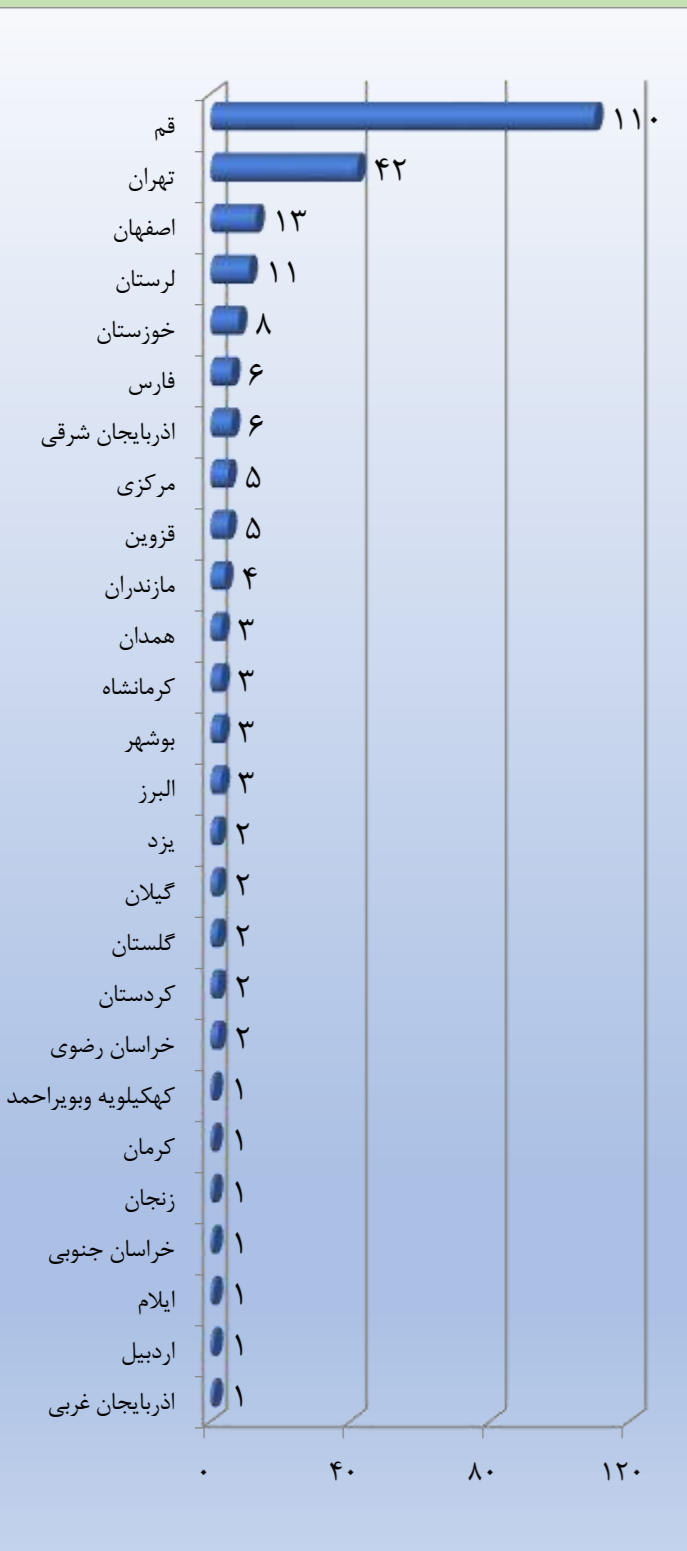 قم ۱۱۰
تهران ۴۲
اصفهان ۱۳
لرستان ۱۱
خوزستان ۸
فارس ۶
اذربایجان شرقی ۶
مرکزی ۵
قزوین ۵
مازندران ۴
همدان ۳
کرمانشاه ۳
بوشهر ۳
البرز ۳
یزد ۲
گیلان ۲
گلستان ۲
کردستان ۲
خراسان رضوی ۲
کهکیلویه وبویراحمد ۱
کرمان ۱
زنجان ۱
خراسان جنوبی ۱
ایلام ۱
اردبیل ۱
اذربایجان غربی ۱
۰ ۴۰ ۸۰ ۱۲۰